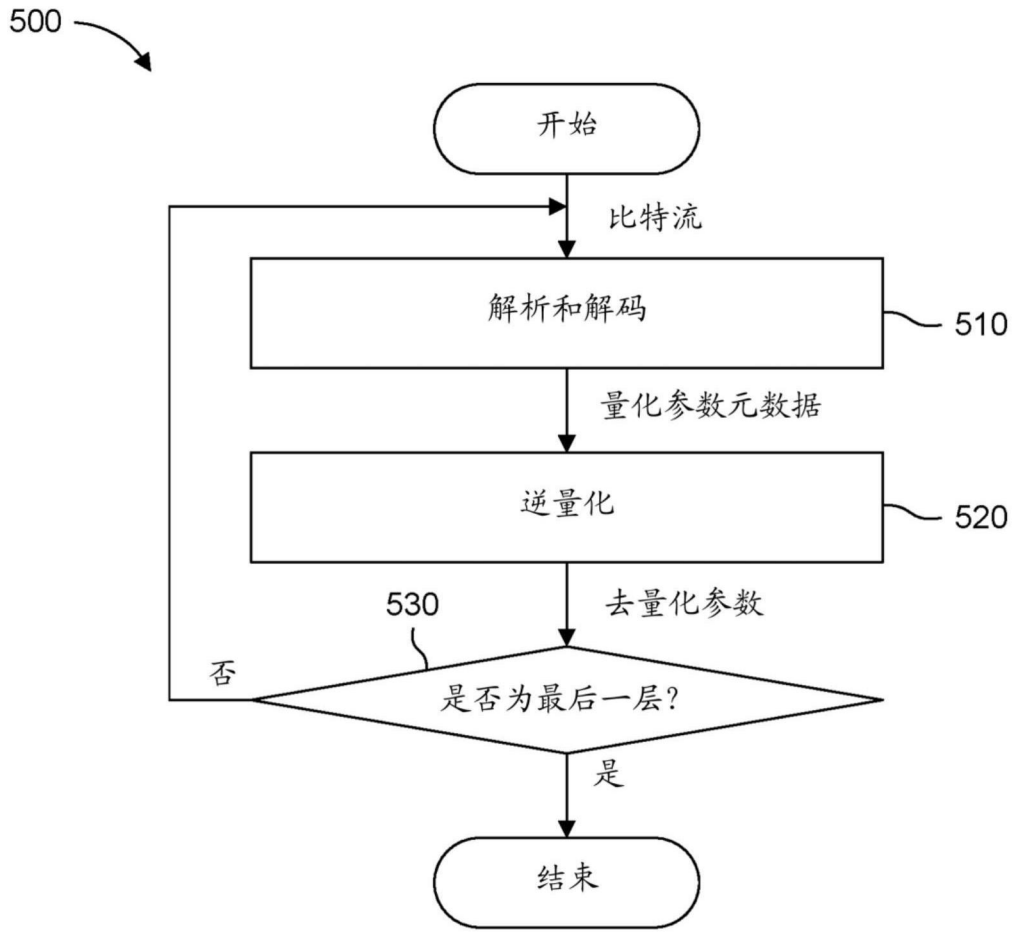 500
开始
比特流
解析和解码
510
量化参数元数据
逆量化
520
去量化参数
530
否
是否为最后一层?
是
结束